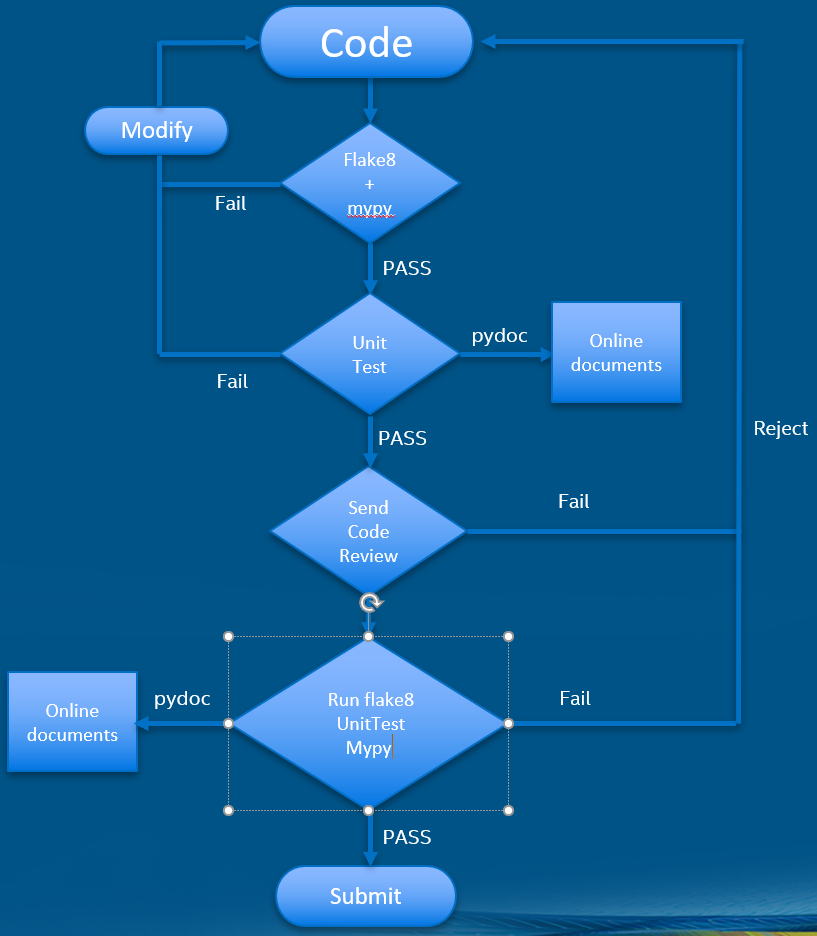 Code
Modify
Flake8
+
mypy
Fail
PASS
Unit
Test
pydoc
Online
documents
Fail
PASS
Reject
Send
Code
Review
Fail
Run flake8
UnitTest
Mypy
pydoc
Online
documents
Fail
PASS
Submit